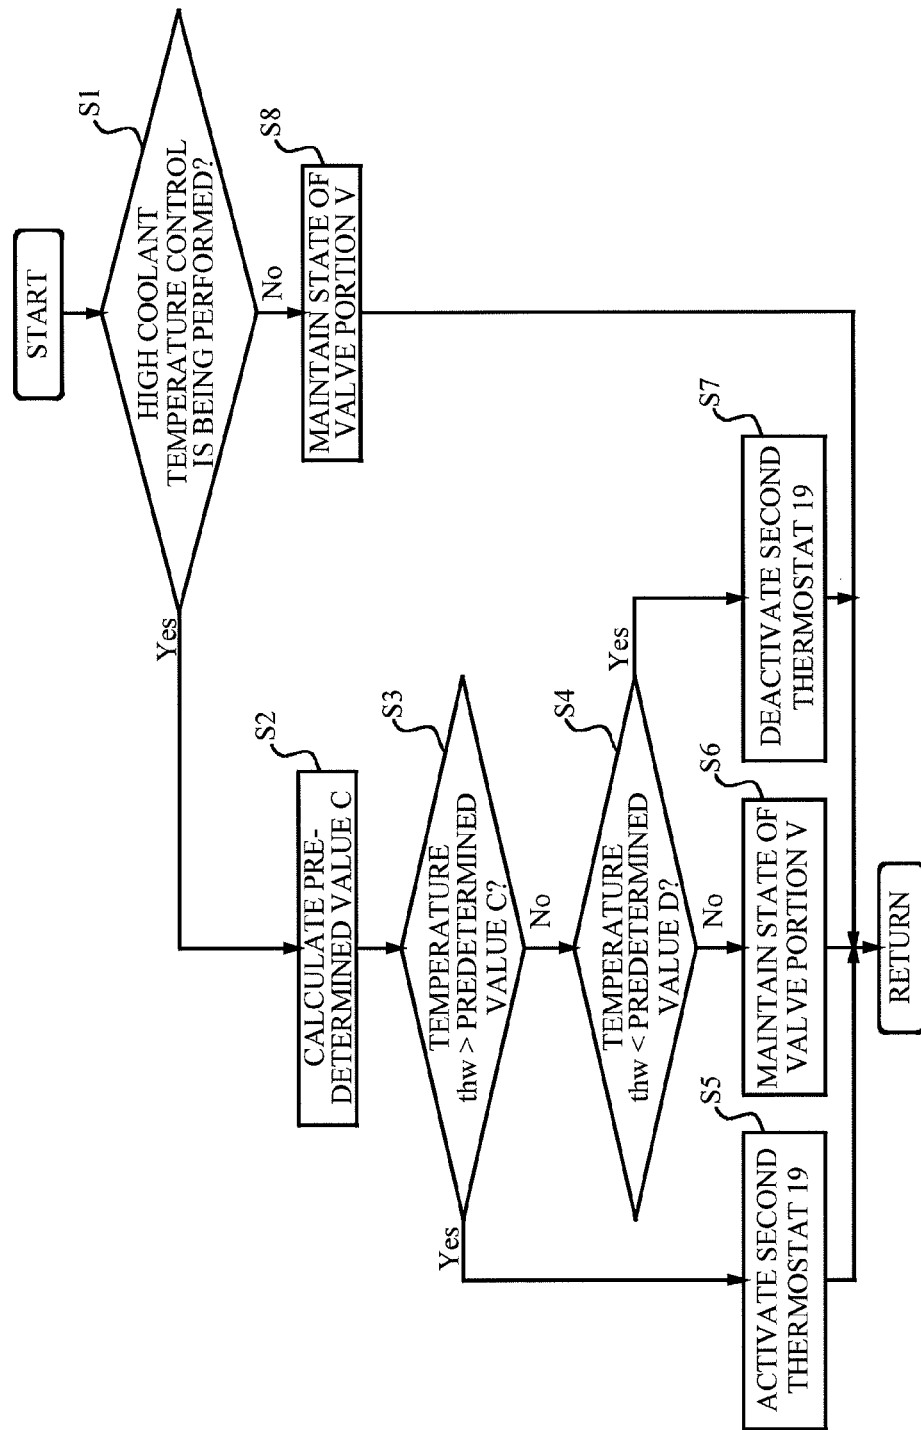 START
S1
HIGH COOLANT
TEMPERATURE CONTROL
IS BEING PERFORMED?
Yes
No
S8
MAINTAIN STATE OF
VALVE PORTION V
S2
CALCULATE PRE-
DETERMINED VALUE C
S3
TEMPERATURE
thw > PREDETERMINED
VALUE C?
Yes
No
S4
TEMPERATURE
thw < PREDETERMINED
VALUE D?
Yes
No
S5
ACTIVATE SECOND
THERMOSTAT 19
S6
MAINTAIN STATE OF
VALVE PORTION V
S7
DEACTIVATE SECOND
THERMOSTAT 19
RETURN